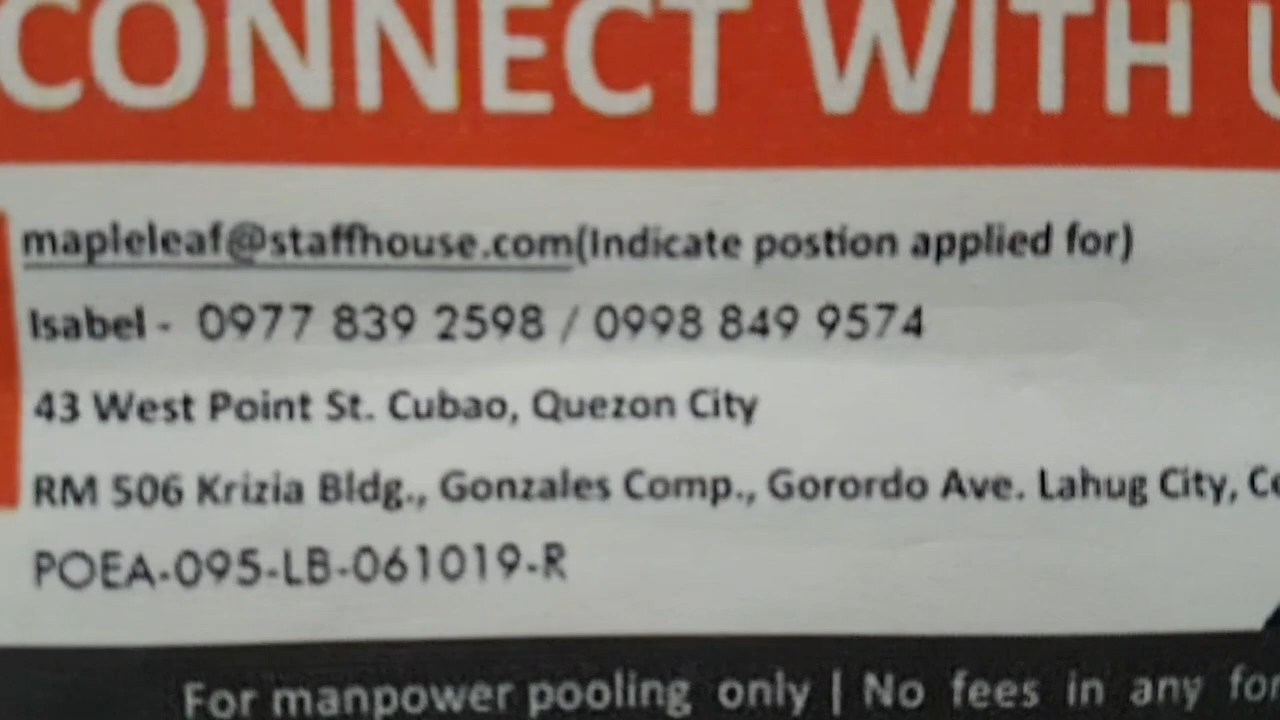 CONNECT WITH U
mapleleaf@staffhouse.com(Indicate postion applied for)
Isabel - 0977 839 2598 / 0998 849 9574
43 West Point St. Cubao, Quezon City
RM 506 Krizia Bldg., Gonzales Comp., Gorordo Ave. Lahug City, Ce
POEA-095-LB-061019-R
For manpower pooling only | No fees in any for